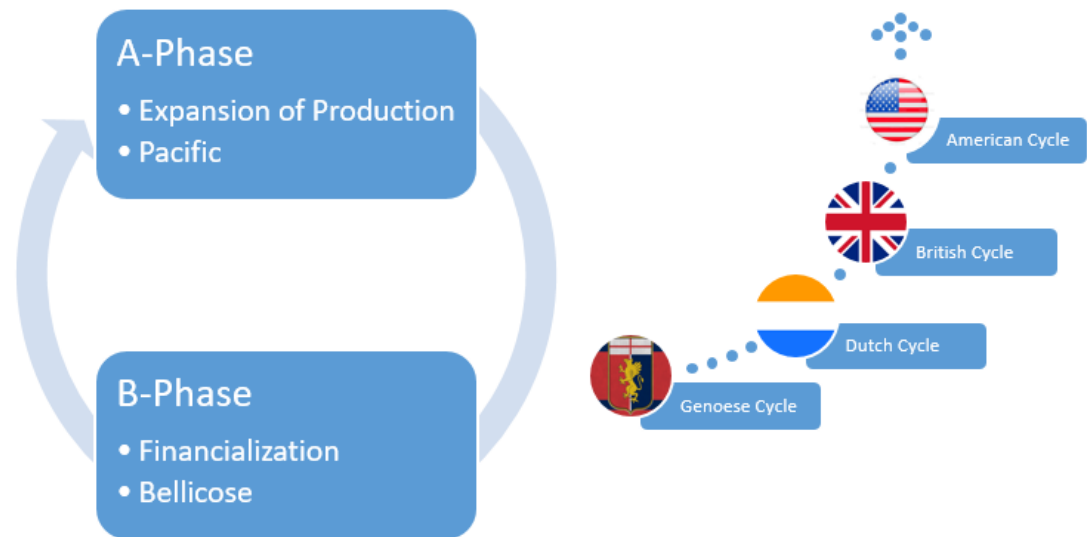 A-Phase
• Expansion of Production
• Pacific
B-Phase
• Financialization
• Bellicose
American Cycle
British Cycle
Dutch Cycle
Genoese Cycle